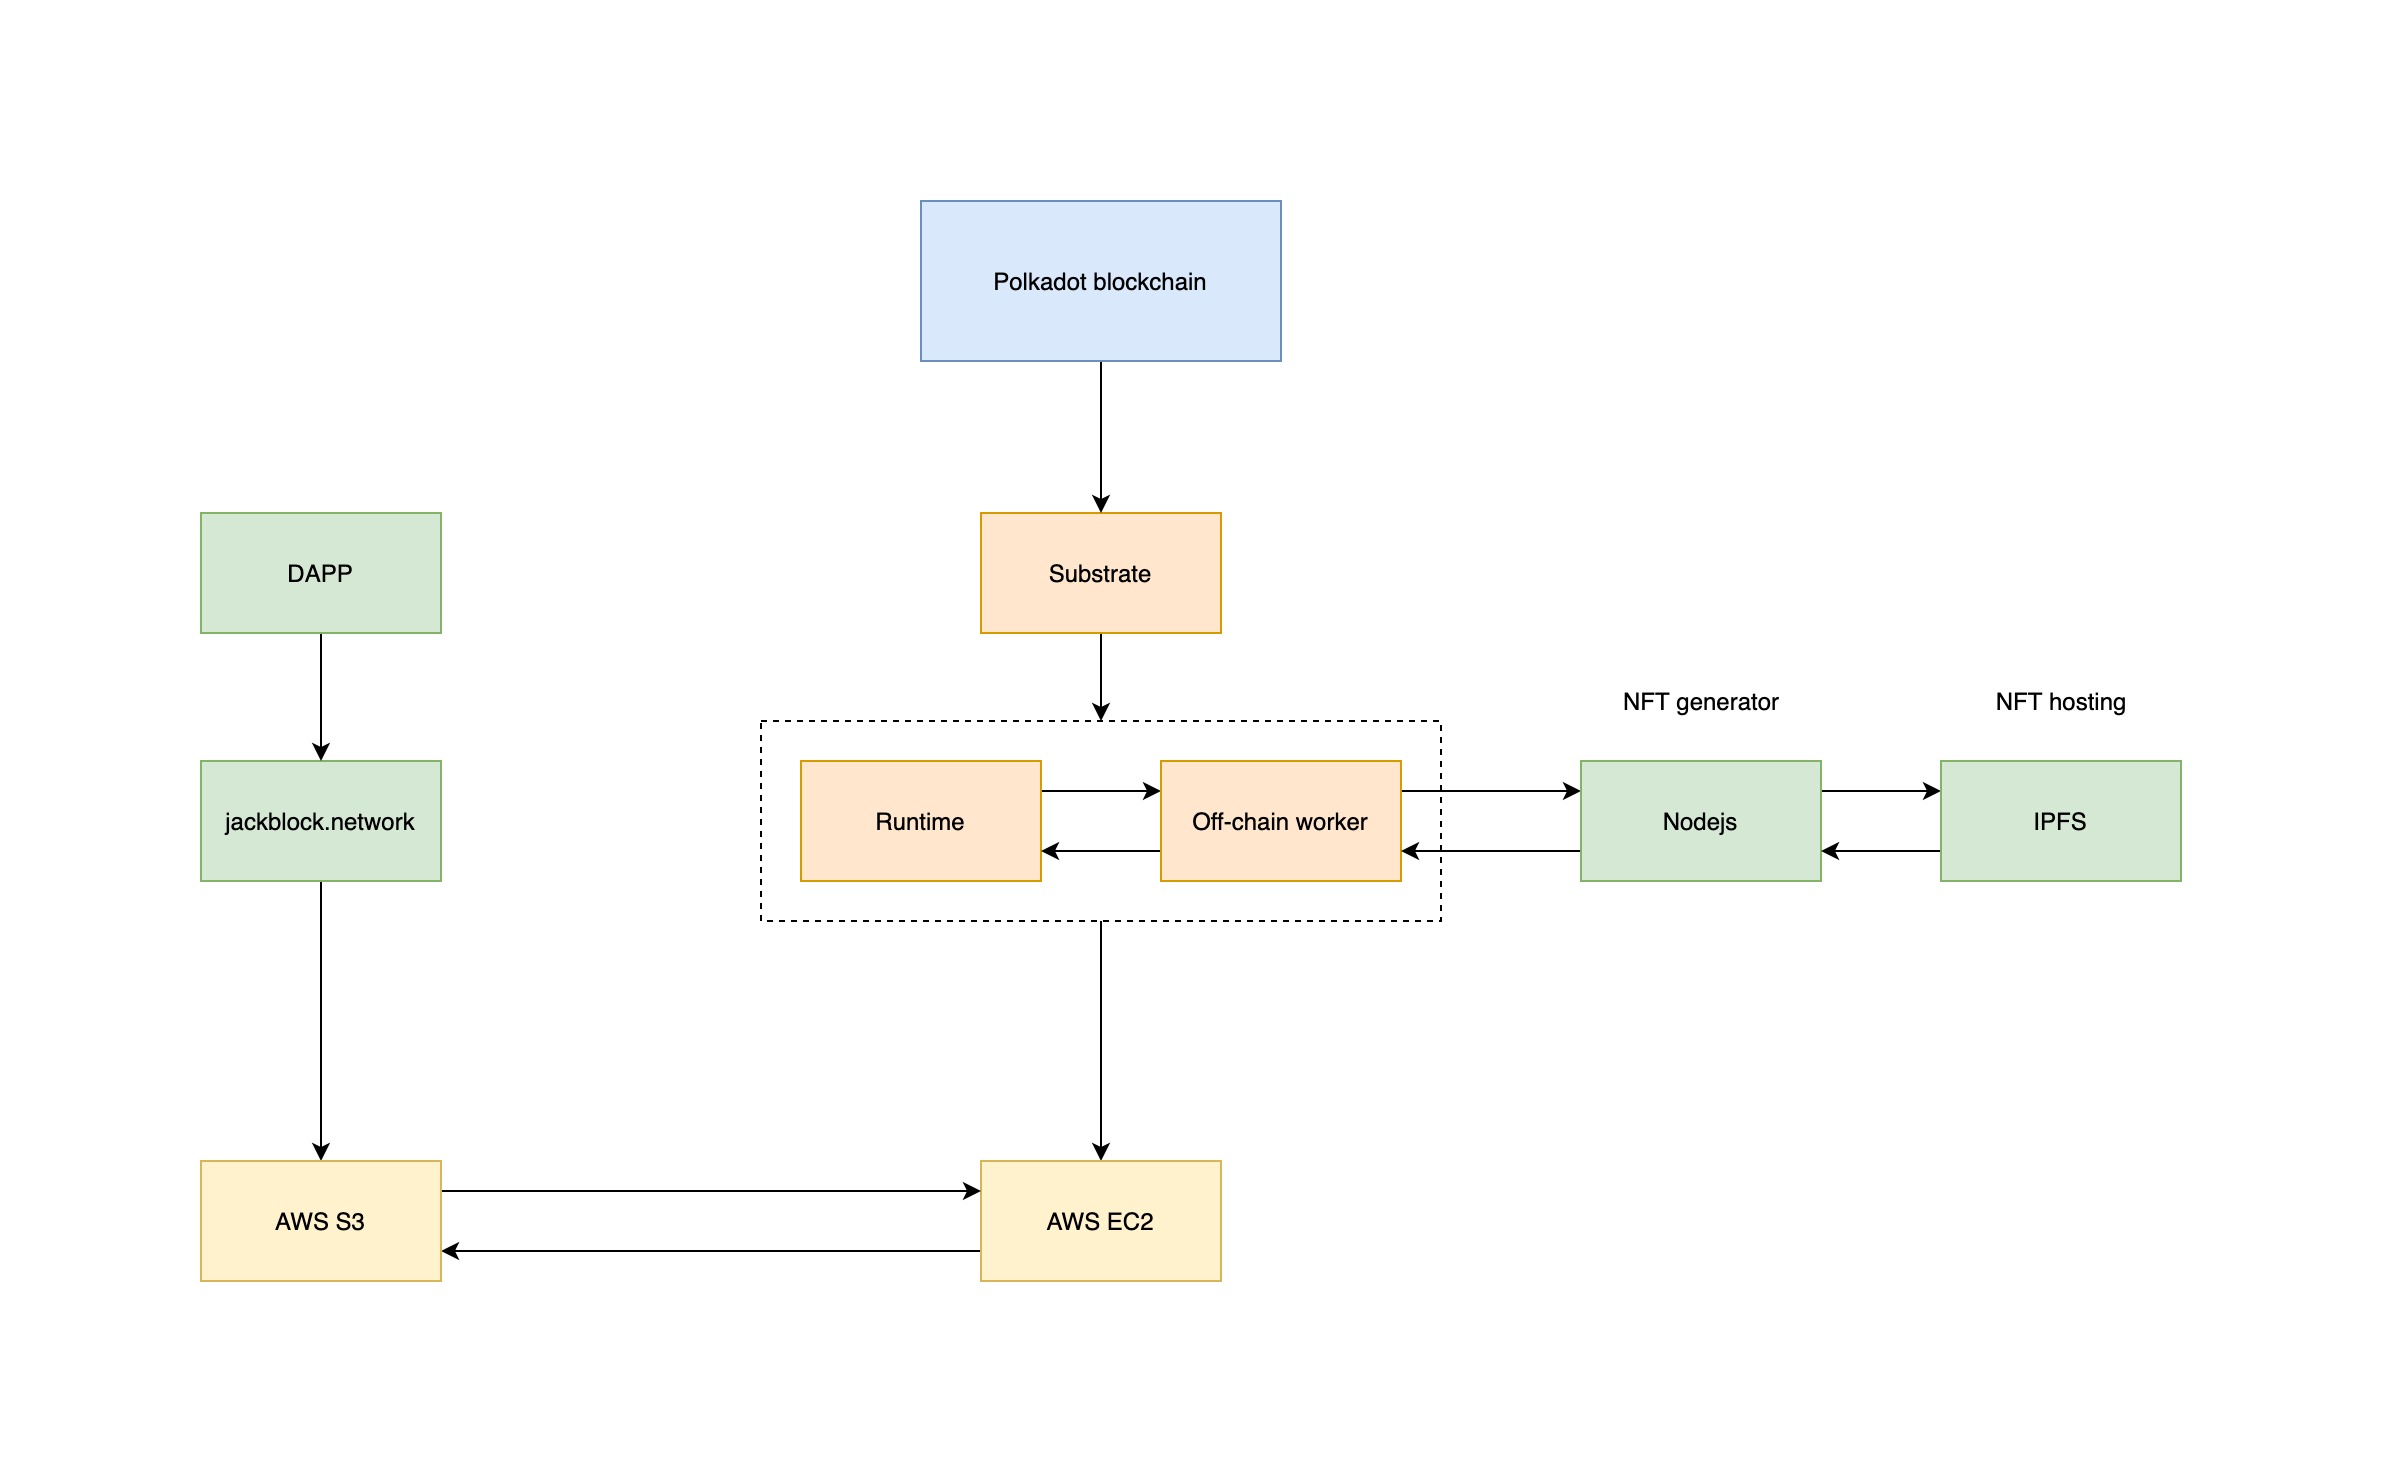 Polkadot blockchain
DAPP
Substrate
NFT generator
NFT hosting
jackblock.network
Runtime
Off-chain worker
Nodejs
IPFS
AWS S3
AWS EC2